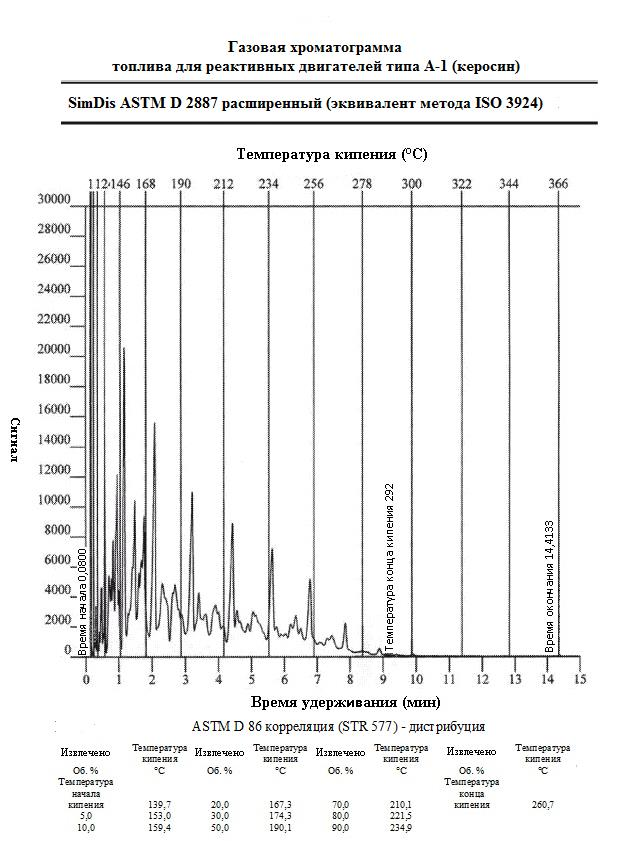 Газовая хроматограмма
топлива для реактивных двигателей типа А-1 (керосин)
SimDis ASTM D 2887 расширенный (эквивалент метода ISO 3924)
Температура кипения (°C)
112 146 168 190 212 234 256 278 300 322 344 366
30000
28000
26000
24000
22000
20000
18000
16000
14000
12000
10000
8000
6000
4000
2000
0
Сигнал
Время начала 0,0800
Температура конца кипения 292
Время окончания 14,4133
0 1 2 3 4 5 6 7 8 9 10 11 12 13 14 15
Время удерживания (мин)
ASTM D 86 корреляция (STR 577) - дистрибуция
Извлечено Температура кипения Извлечено Температура кипения Извлечено Температура кипения Извлечено Температура кипения
Об. % °C Об. % °C Об. % °C Об. % °C
Температура начала кипения 139,7 20,0 167,3 70,0 210,1 Температура конца кипения 260,7
5,0 153,0 30,0 174,3 80,0 221,5
10,0 159,4 50,0 190,1 90,0 234,9